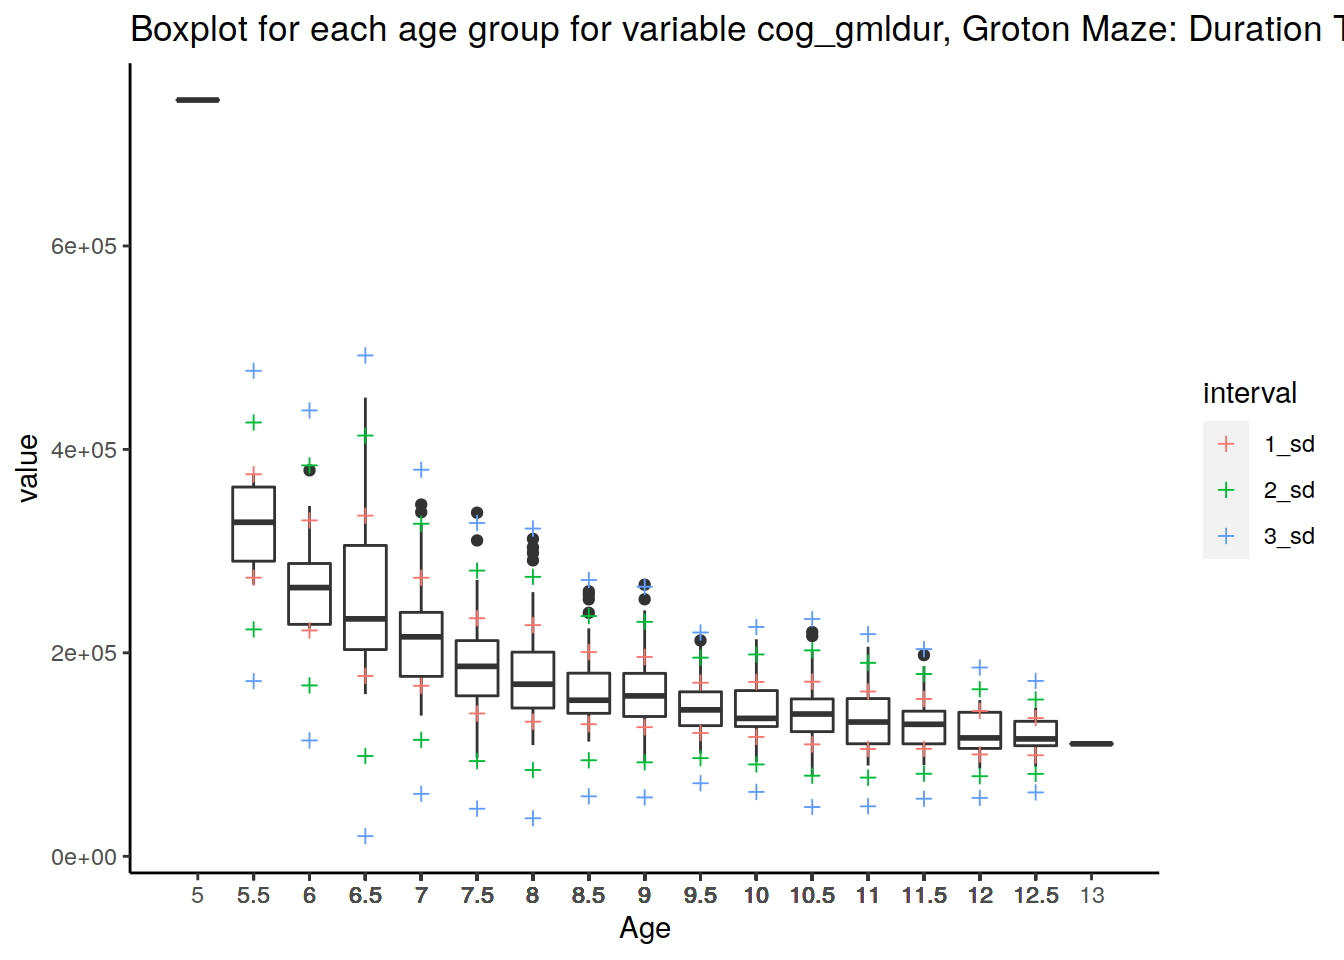 Boxplot for each age group for variable cog_gmldur, Groton Maze: Duration T
value
6e+05
4e+05
2e+05
0e+00
5 5.5 6 6.5 7 7.5 8 8.5 9 9.5 10 10.5 11 11.5 12 12.5 13
Age
interval
1_sd
2_sd
3_sd